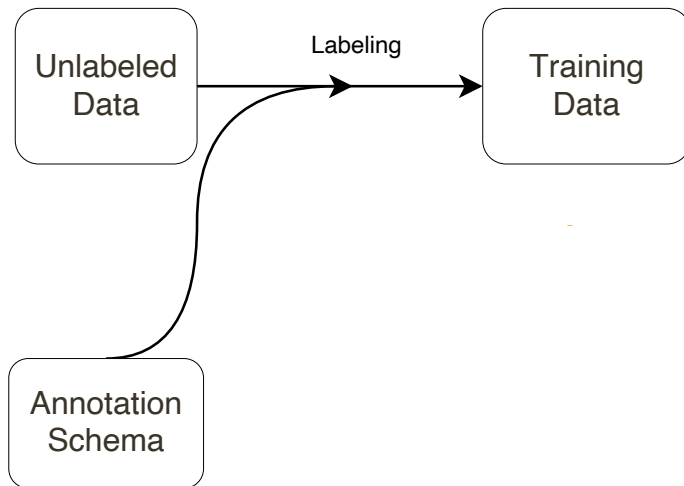 Unlabeled
Data
Labeling
Training
Data
Annotation
Schema